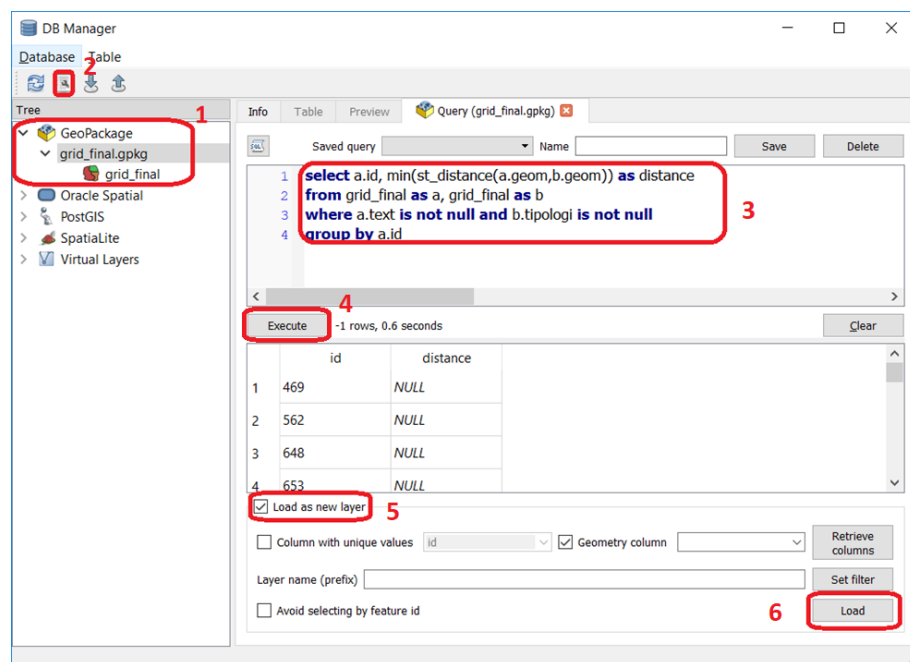 DB Manager
Database Table
2
Tree
1
GeoPackage
grid_final.gpkg
grid_final
Oracle Spatial
PostGIS
SpatiaLite
Virtual Layers
Info Table Preview Query (grid_final.gpkg)
SQL Saved query Name Save Delete
1 select a.id, min(st_distance(a.geom,b.geom)) as distance
2 from grid_final as a, grid_final as b
3 where a.text is not null and b.tipologi is not null
4 group by a.id
3
4
Execute -1 rows, 0.6 seconds Clear
id distance
1 469 NULL
2 562 NULL
3 648 NULL
4 653 NULL
Load as new layer 5
Column with unique values id Geometry column Retrieve columns
Layer name (prefix) Set filter
Avoid selecting by feature id 6 Load